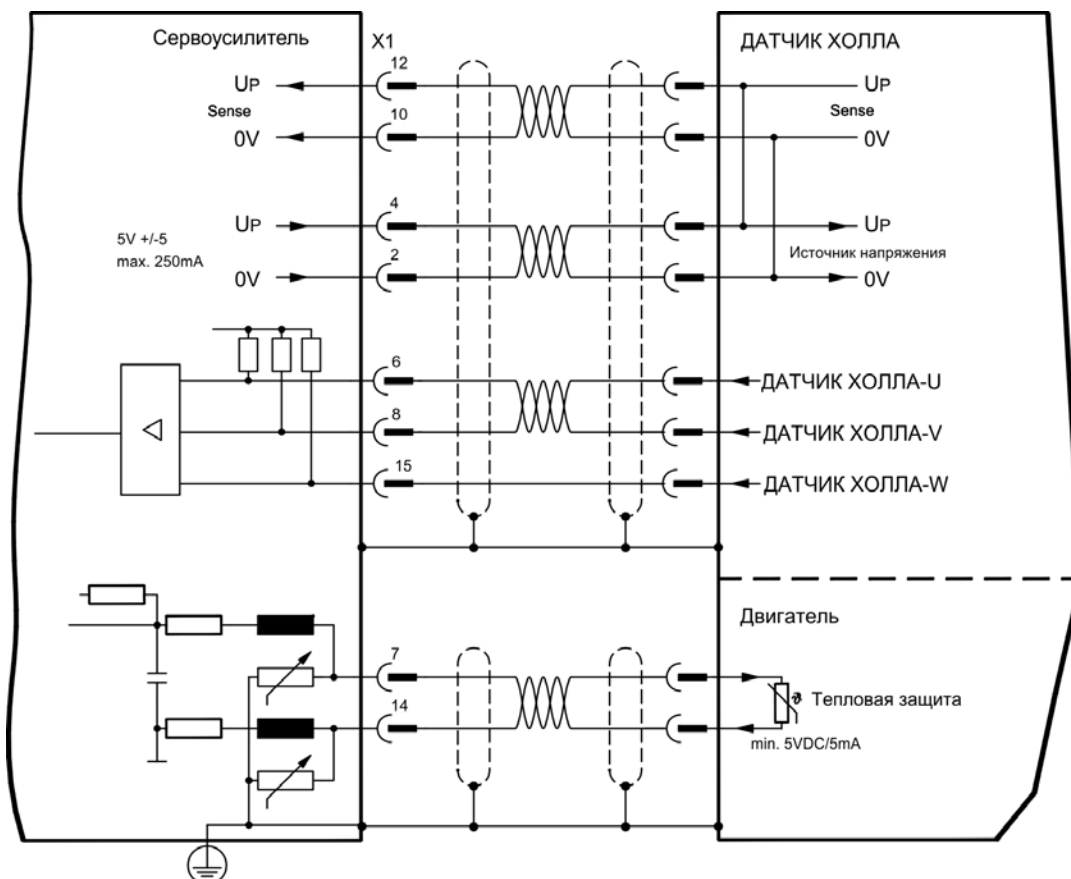 Сервоусилитель
X1
ДАТЧИК ХОЛЛА
UP
12
UP
Sense
Sense
0V
10
0V
UP
4
UP
5V +/-5
max. 250mA
Источник напряжения
0V
2
0V
6
ДАТЧИК ХОЛЛА-U
8
ДАТЧИК ХОЛЛА-V
15
ДАТЧИК ХОЛЛА-W
Двигатель
7
Тепловая защита
14
min. 5VDC/5mA